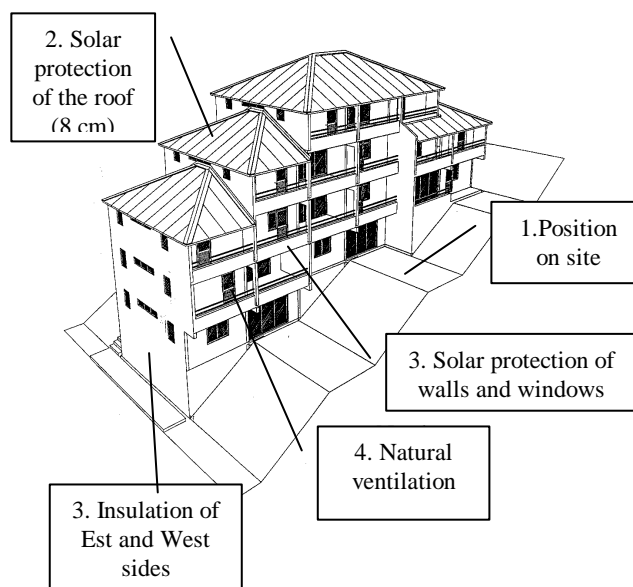 2. Solar
protection
of the roof
(8 cm)
1.Position
on site
3. Solar protection of
walls and windows
4. Natural
ventilation
3. Insulation of
Est and West
sides